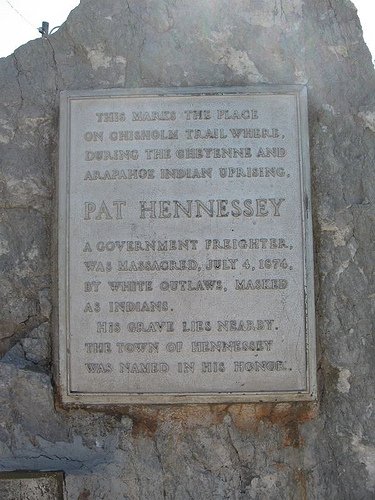 THIS MARKS THE PLACE
ON CHISHOLM TRAIL WHERE,
DURING THE CHEYENNE AND
ARAPAHOE INDIAN UPRISING,
PAT HENNESSEY
A GOVERNMENT FREIGHTER,
WAS MASSACRED, JULY 4, 1874,
BY WHITE OUTLAWS, MASKED
AS INDIANS.
HIS GRAVE LIES NEARBY.
THE TOWN OF HENNESSEY
WAS NAMED IN HIS HONOR.